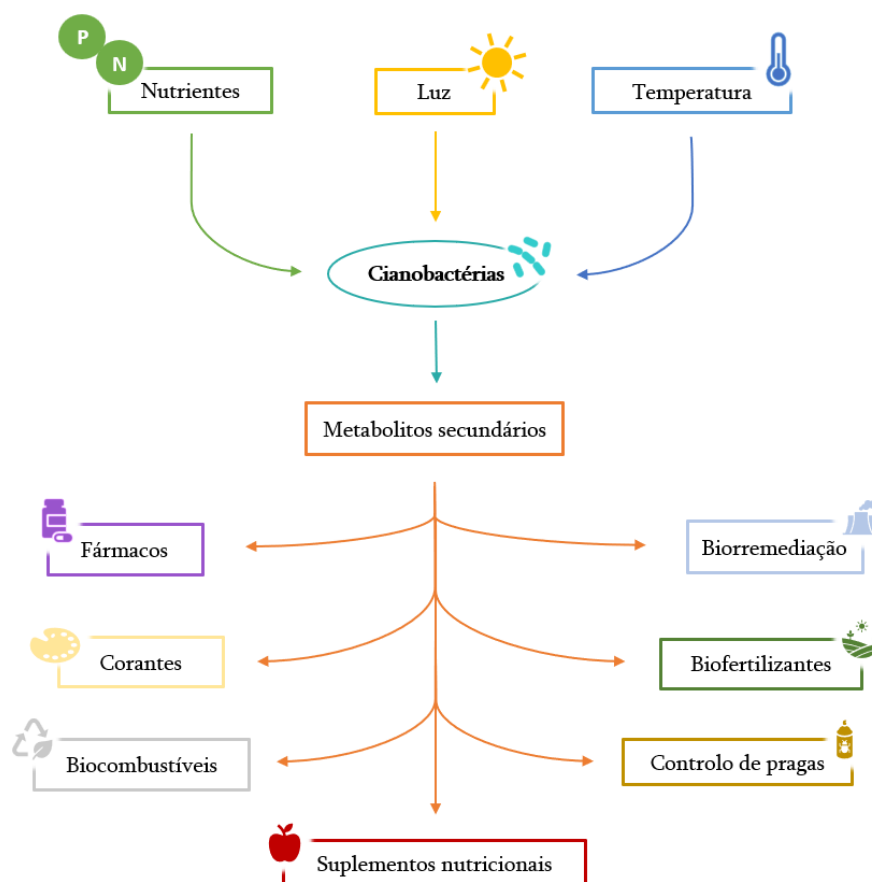 P
N
Nutrientes
Luz
Temperatura
Cianobactérias
Metabolitos secundários
Fármacos
Biorremediação
Corantes
Biofertilizantes
Biocombustíveis
Controlo de pragas
Suplementos nutricionais